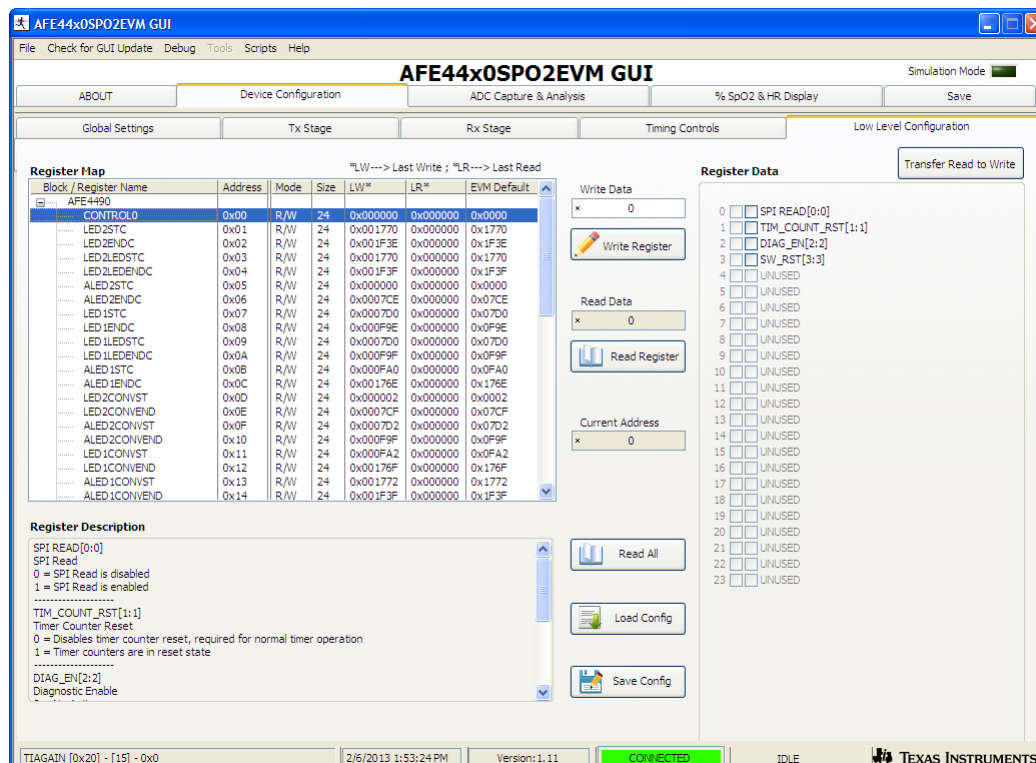 AFE44x0SPO2EVM GUI
File Check for GUI Update Debug Tools Scripts Help
AFE44x0SPO2EVM GUI
Simulation Mode
ABOUT Device Configuration ADC Capture & Analysis % SpO2 & HR Display Save
Global Settings Tx Stage Rx Stage Timing Controls Low Level Configuration
Register Map *LW---> Last Write ; *LR---> Last Read
Block / Register Name Address Mode Size LW* LR* EVM Default
AFE4490
CONTROL0 0x00 R/W 24 0x000000 0x000000 0x0000
LED2STC 0x01 R/W 24 0x001770 0x000000 0x1770
LED2ENDC 0x02 R/W 24 0x001F3E 0x000000 0x1F3E
LED2LEDSTC 0x03 R/W 24 0x001770 0x000000 0x1770
LED2LEDENDC 0x04 R/W 24 0x001F3F 0x000000 0x1F3F
ALED2STC 0x05 R/W 24 0x000000 0x000000 0x0000
ALED2ENDC 0x06 R/W 24 0x0007CE 0x000000 0x07CE
LED1STC 0x07 R/W 24 0x0007D0 0x000000 0x07D0
LED1ENDC 0x08 R/W 24 0x000F9E 0x000000 0x0F9E
LED1LEDSTC 0x09 R/W 24 0x0007D0 0x000000 0x07D0
LED1LEDENDC 0x0A R/W 24 0x000F9F 0x000000 0x0F9F
ALED1STC 0x0B R/W 24 0x000FA0 0x000000 0x0FA0
ALED1ENDC 0x0C R/W 24 0x00176E 0x000000 0x176E
LED2CONVST 0x0D R/W 24 0x000002 0x000000 0x0002
LED2CONVEND 0x0E R/W 24 0x0007CF 0x000000 0x07CF
ALED2CONVST 0x0F R/W 24 0x0007D2 0x000000 0x07D2
ALED2CONVEND 0x10 R/W 24 0x000F9F 0x000000 0x0F9F
LED1CONVST 0x11 R/W 24 0x000FA2 0x000000 0x0FA2
LED1CONVEND 0x12 R/W 24 0x00176F 0x000000 0x176F
ALED1CONVST 0x13 R/W 24 0x001772 0x000000 0x1772
ALED1CONVEND 0x14 R/W 24 0x001F3F 0x000000 0x1F3F
Write Data
× 0
Write Register
Read Data
× 0
Read Register
Current Address
× 0
Read All
Load Config
Save Config
Register Description
SPI READ[0:0]
SPI Read
0 = SPI Read is disabled
1 = SPI Read is enabled
--------------------
TIM_COUNT_RST[1:1]
Timer Counter Reset
0 = Disables timer counter reset, required for normal timer operation
1 = Timer counters are in reset state
--------------------
DIAG_EN[2:2]
Diagnostic Enable
Register Data
Transfer Read to Write
0 SPI READ[0:0]
1 TIM_COUNT_RST[1:1]
2 DIAG_EN[2:2]
3 SW_RST[3:3]
4 UNUSED
5 UNUSED
6 UNUSED
7 UNUSED
8 UNUSED
9 UNUSED
10 UNUSED
11 UNUSED
12 UNUSED
13 UNUSED
14 UNUSED
15 UNUSED
16 UNUSED
17 UNUSED
18 UNUSED
19 UNUSED
20 UNUSED
21 UNUSED
22 UNUSED
23 UNUSED
TIAGAIN [0x20] - [15] - 0x0 2/6/2013 1:53:24 PM Version:1.11 CONNECTED IDLE TEXAS INSTRUMENTS